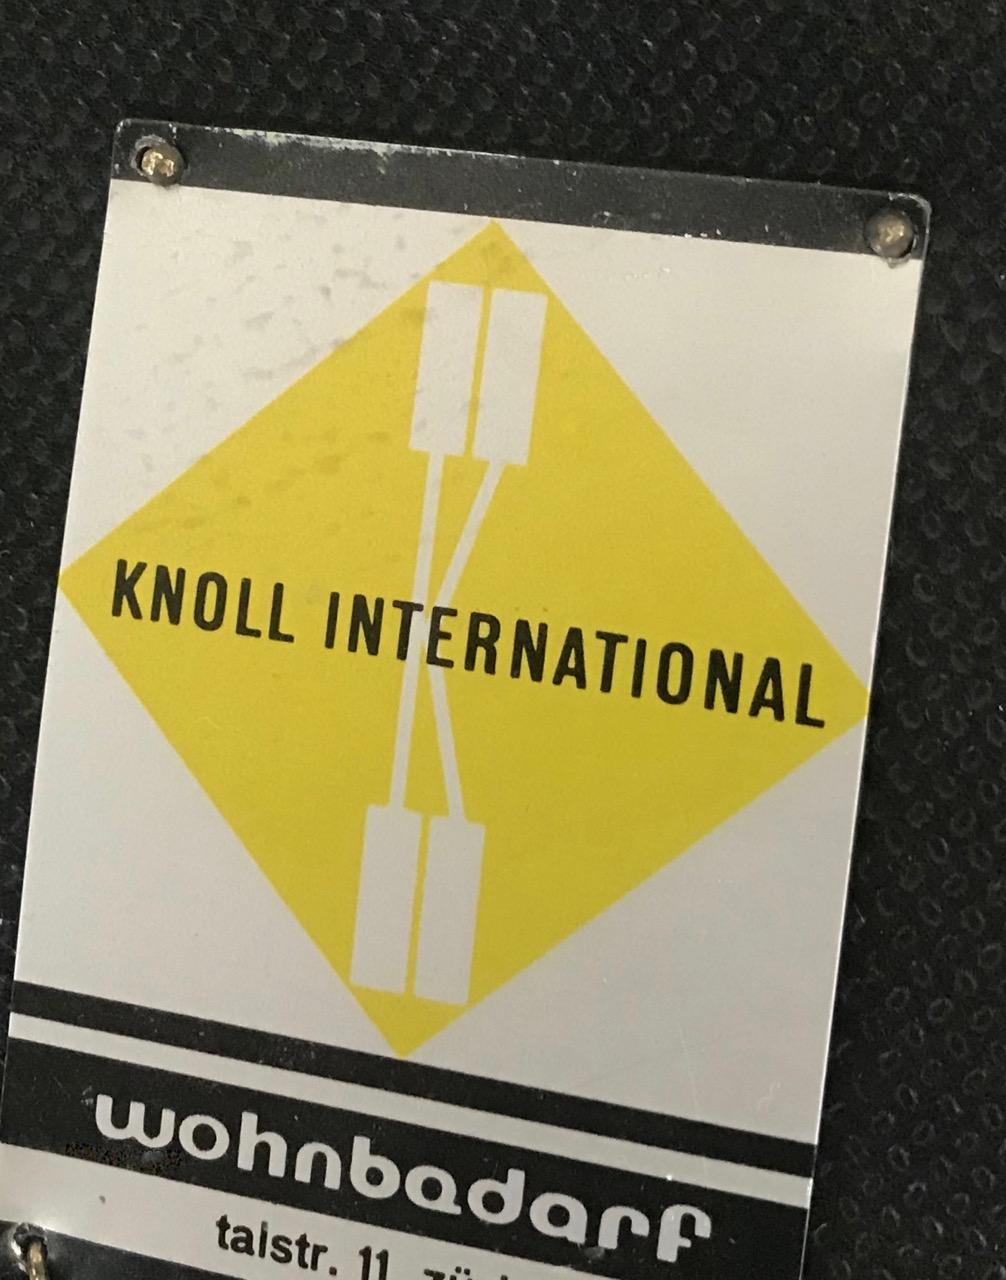 KNOLL INTERNATIONAL
wohnbedarf
talstr. 11